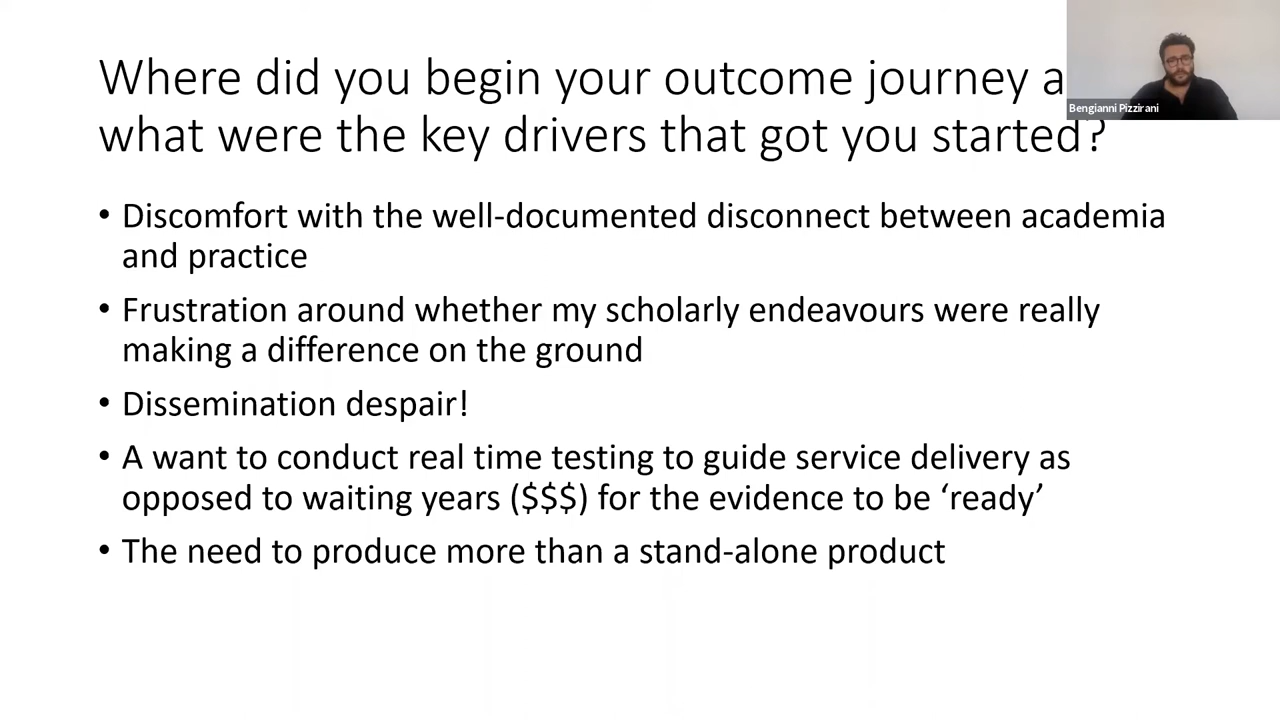 Where did you begin your outcome journey a
what were the key drivers that got you started?
Bengianni Pizzirani
• Discomfort with the well-documented disconnect between academia
and practice
• Frustration around whether my scholarly endeavours were really
making a difference on the ground
• Dissemination despair!
• A want to conduct real time testing to guide service delivery as
opposed to waiting years ($$$) for the evidence to be ‘ready’
• The need to produce more than a stand-alone product